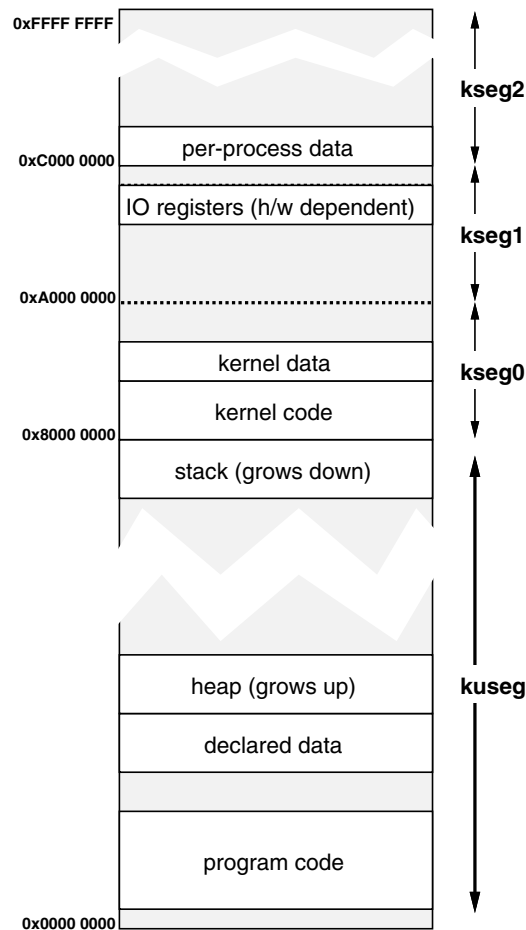 0xFFFF FFFF
kseg2
per-process data
0xC000 0000
IO registers (h/w dependent)
kseg1
0xA000 0000
kernel data
kseg0
kernel code
0x8000 0000
stack (grows down)
heap (grows up)
kuseg
declared data
program code
0x0000 0000